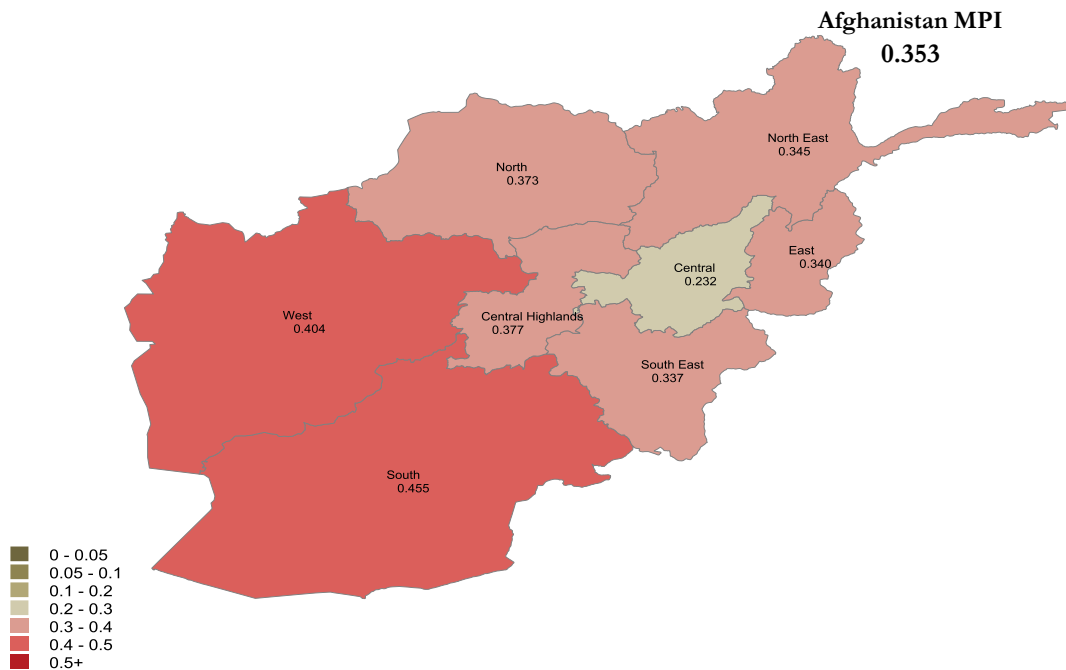 Afghanistan MPI
0.353
North East
0.345
North
0.373
East
0.340
Central
0.232
West
0.404
Central Highlands
0.377
South East
0.337
South
0.455
0 - 0.05
0.05 - 0.1
0.1 - 0.2
0.2 - 0.3
0.3 - 0.4
0.4 - 0.5
0.5+